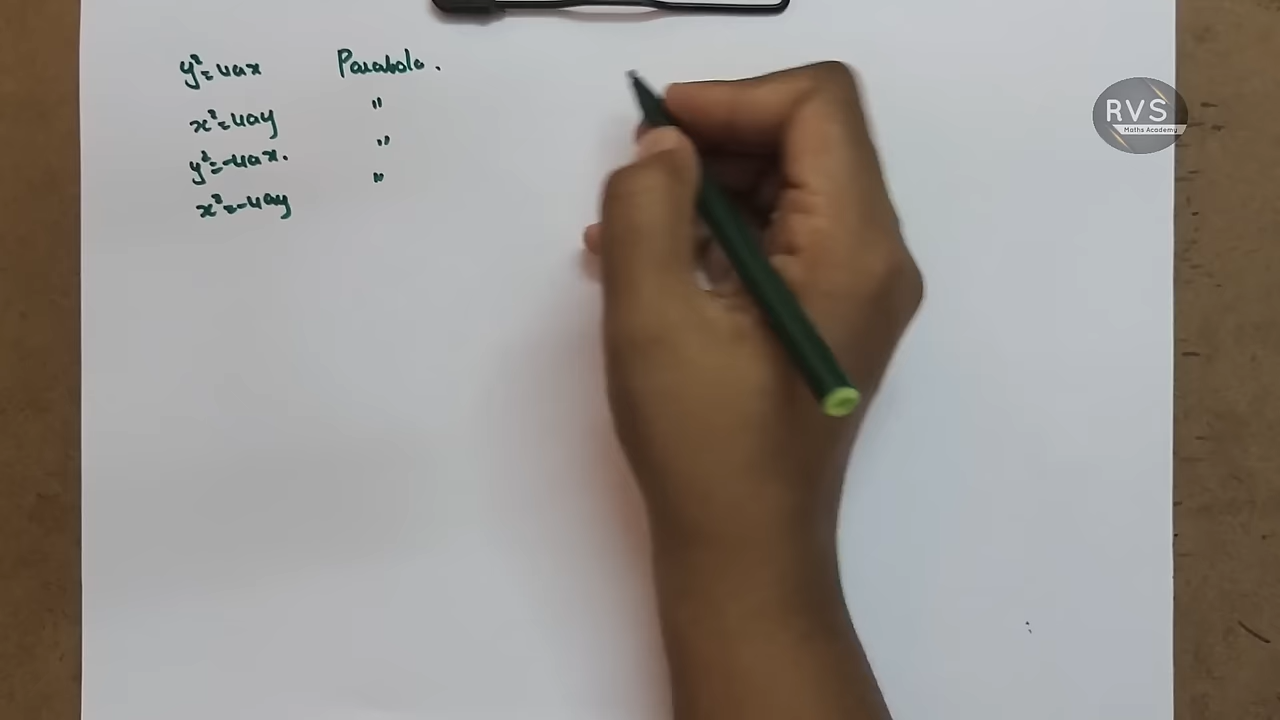 y²=4ax Parabola.
x²=4ay "
y²=-4ax. "
x²=-4ay "
RVS
Maths Academy